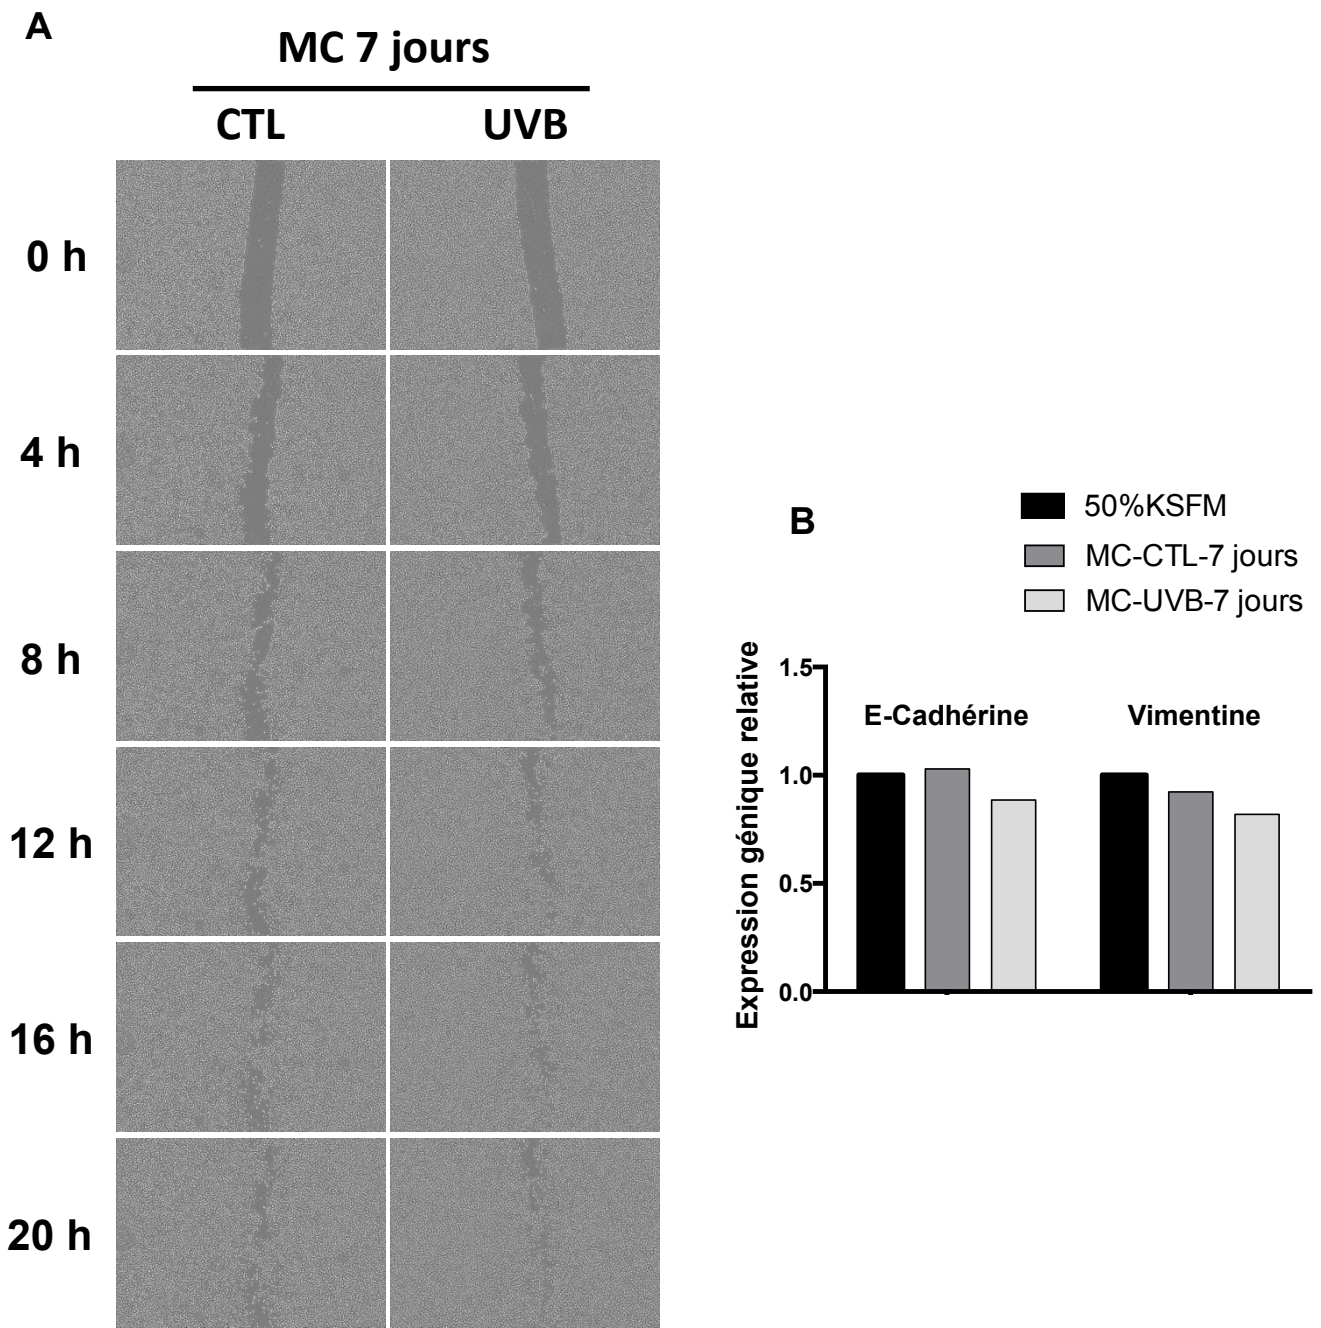 A
MC 7 jours
CTL UVB
0 h
4 h
8 h
12 h
16 h
20 h
B
50%KSFM
MC-CTL-7 jours
MC-UVB-7 jours
Expression génique relative
1.5
1.0
0.5
0.0
E-Cadhérine Vimentine